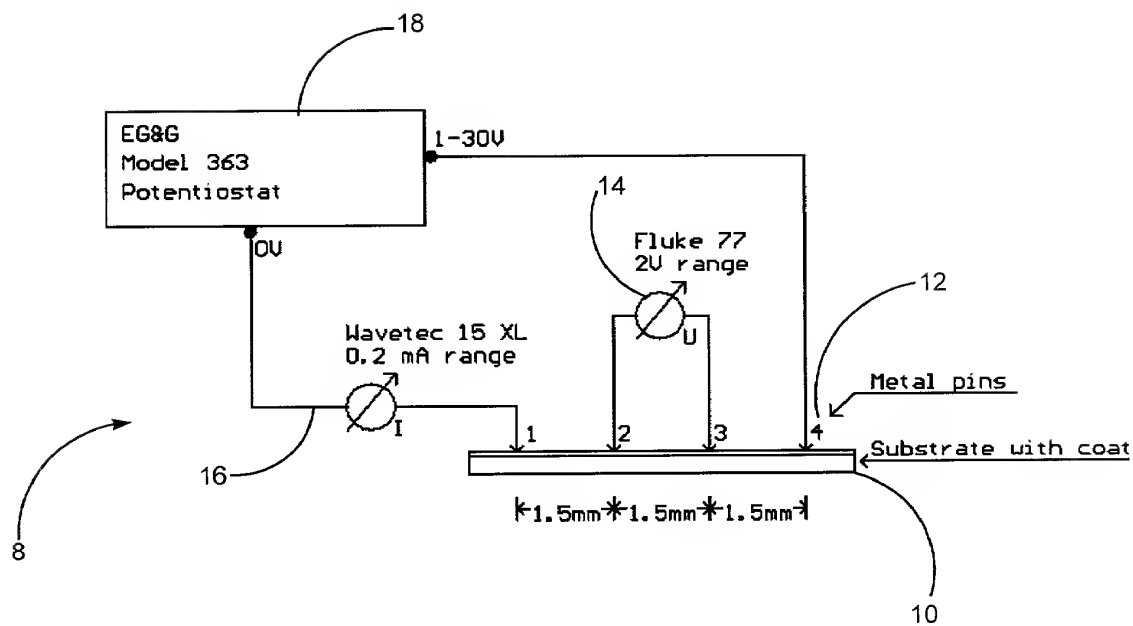 18
EG&G
Model 363
Potentiostat
1-30V
0V
14
Fluke 77
2V range
U
12
Wavetec 15 XL
0.2 mA range
I
Metal pins
1
2
3
4
Substrate with coat
16
1.5mm
1.5mm
1.5mm
8
10